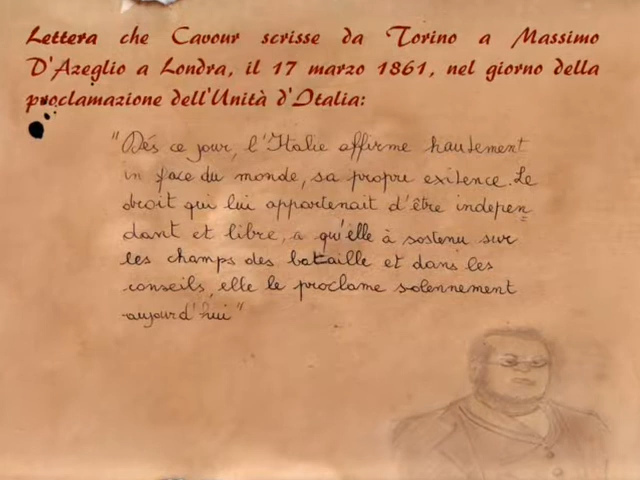 Lettera che Cavour scrisse da Torino a Massimo
D'Azeglio a Londra, il 17 marzo 1861, nel giorno della
proclamazione dell'Unità d'Italia:
"Dés ce jour, l'Italie affirme hautement
in face du monde, sa propre exitence. Le
droit qui lui appartenait d'être indepen
dant et libre, a qu'elle à sostenu sur
les champs des bataille et dans les
conseils, elle le proclame solennement
aujourd'hui"